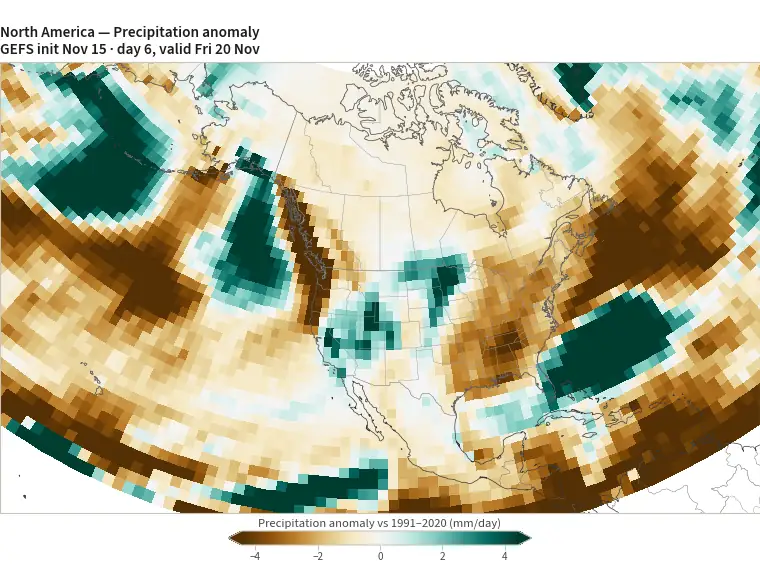 North America — Precipitation anomaly
GEFS init Nov 15 · day 6, valid Fri 20 Nov
Precipitation anomaly vs 1991–2020 (mm/day)
−4 −2 0 2 4